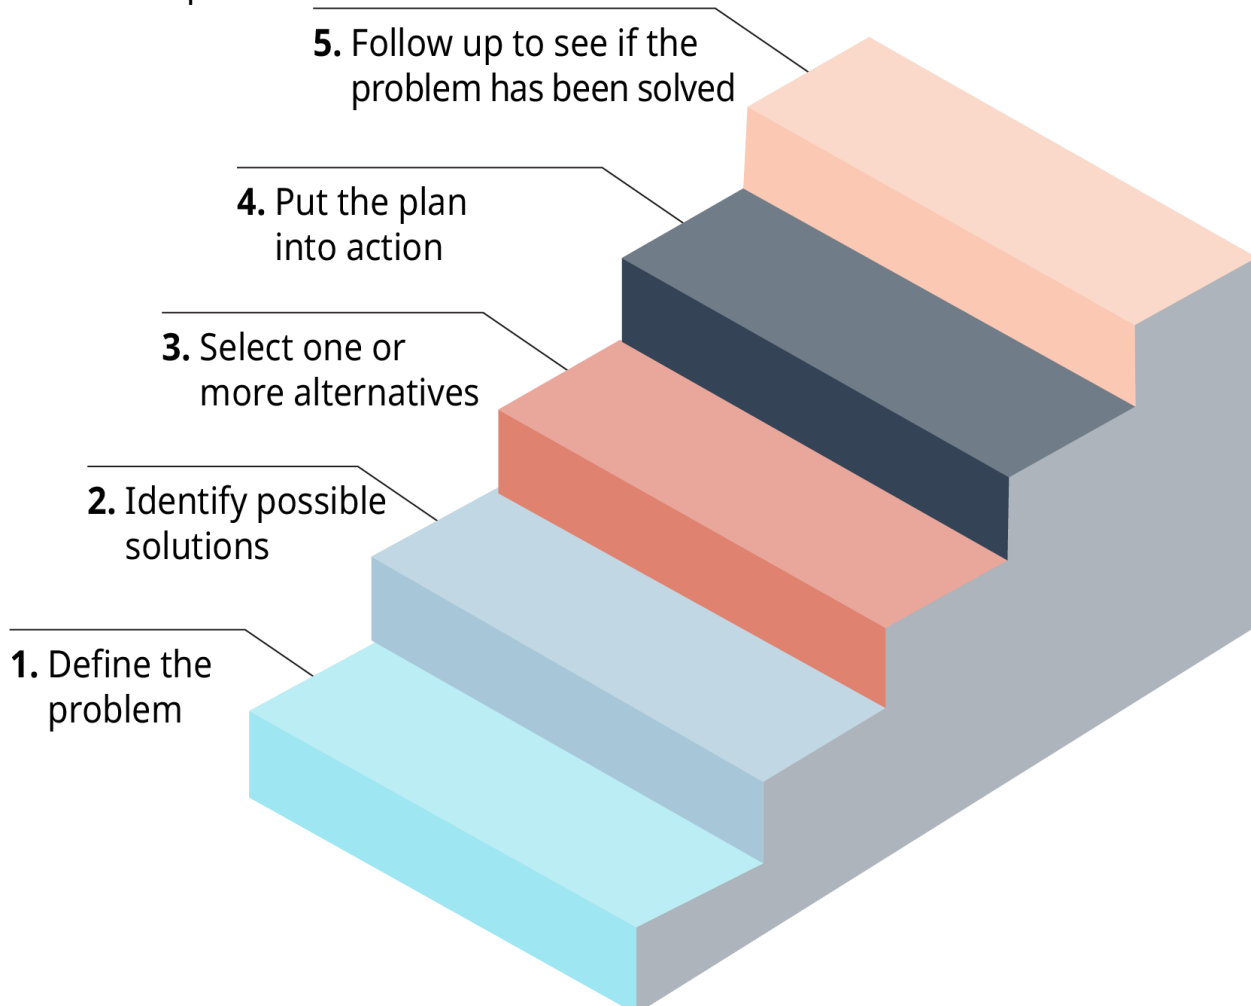 5. Follow up to see if the
problem has been solved
4. Put the plan
into action
3. Select one or
more alternatives
2. Identify possible
solutions
1. Define the
problem